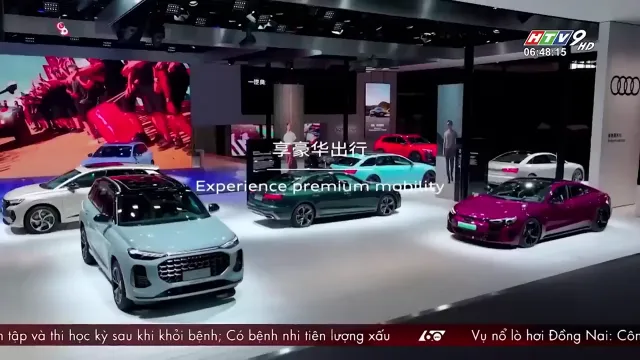 HTV9 HD
06:48:15
享豪华出行
Experience premium mobility
tập và thi học kỳ sau khi khỏi bệnh; Có bệnh nhi tiên lượng xấu
60
Vụ nổ lò hơi Đồng Nai: